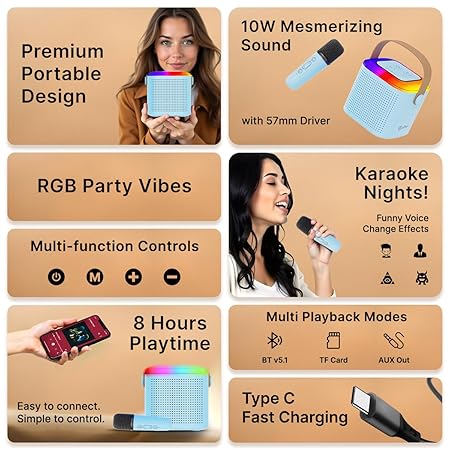 Premium
Portable
Design
10W Mesmerizing
Sound
with 57mm Driver
RGB Party Vibes
Karaoke
Nights!
Funny Voice
Change Effects
Multi-function Controls
M
8 Hours
Playtime
Easy to connect.
Simple to control.
Multi Playback Modes
BT v5.1
TF Card
AUX Out
Type C
Fast Charging